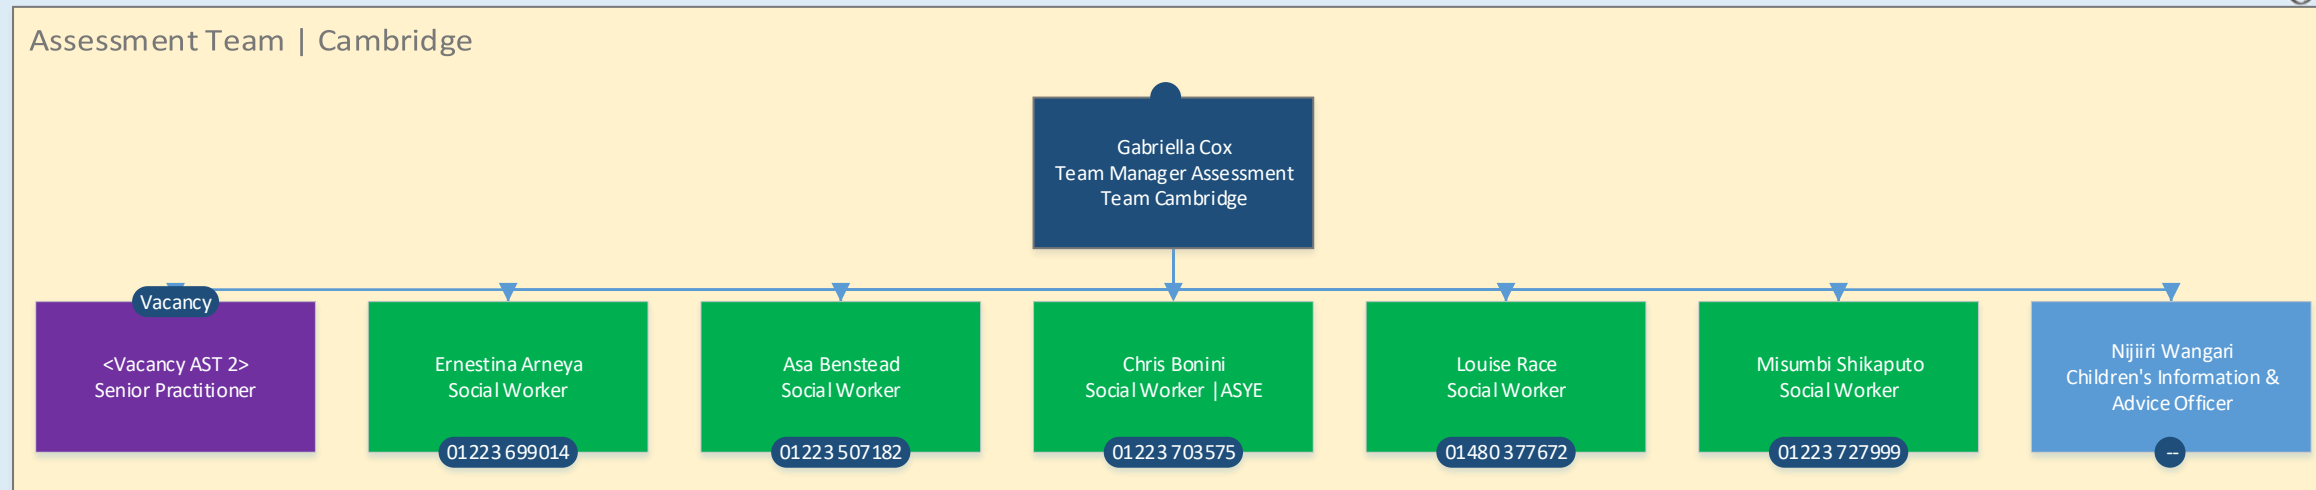 Assessment Team | Cambridge
Gabriella Cox
Team Manager Assessment
Team Cambridge
Vacancy
<Vacancy AST 2>
Senior Practitioner
Ernestina Arneya
Social Worker
01223 699014
Asa Benstead
Social Worker
01223 507182
Chris Bonini
Social Worker |ASYE
01223 703575
Louise Race
Social Worker
01480 377672
Misumbi Shikaputo
Social Worker
01223 727999
Nijiiri Wangari
Children's Information &
Advice Officer
--